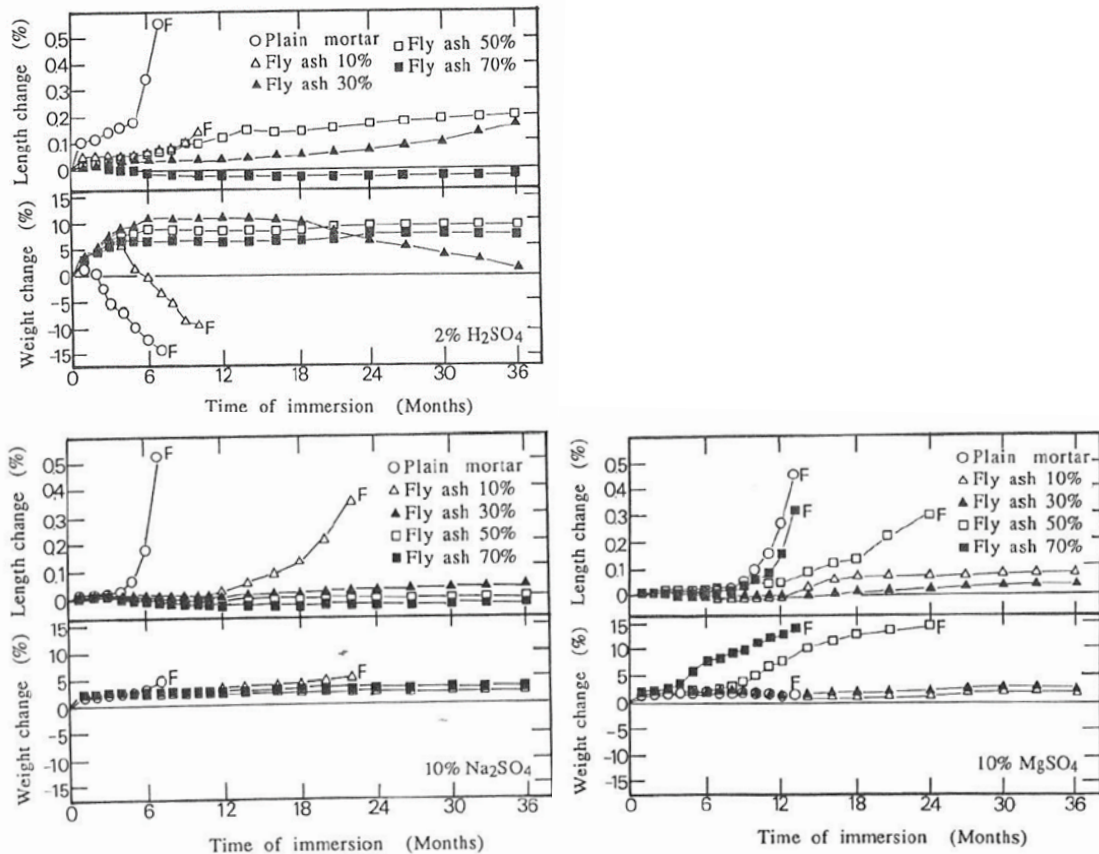 Length change (%)
0.5
0.4
0.3
0.2
0.1
0
F
F
Plain mortar
Fly ash 10%
Fly ash 30%
Fly ash 50%
Fly ash 70%
Weight change (%)
15
10
5
0
-5
-10
-15
F
F
2% H2SO4
0 6 12 18 24 30 36
Time of immersion (Months)
Length change (%)
0.5
0.4
0.3
0.2
0.1
0
F
F
Plain mortar
Fly ash 10%
Fly ash 30%
Fly ash 50%
Fly ash 70%
Weight change (%)
15
10
5
0
-5
-10
-15
F
F
10% Na2SO4
0 6 12 18 24 30 36
Time of immersion (Months)
Length change (%)
0.5
0.4
0.3
0.2
0.1
0
F
F
F
Plain mortar
Fly ash 10%
Fly ash 30%
Fly ash 50%
Fly ash 70%
Weight change (%)
15
10
5
0
-5
-10
-15
F
F
F
10% MgSO4
0 6 12 18 24 30 36
Time of immersion (Months)